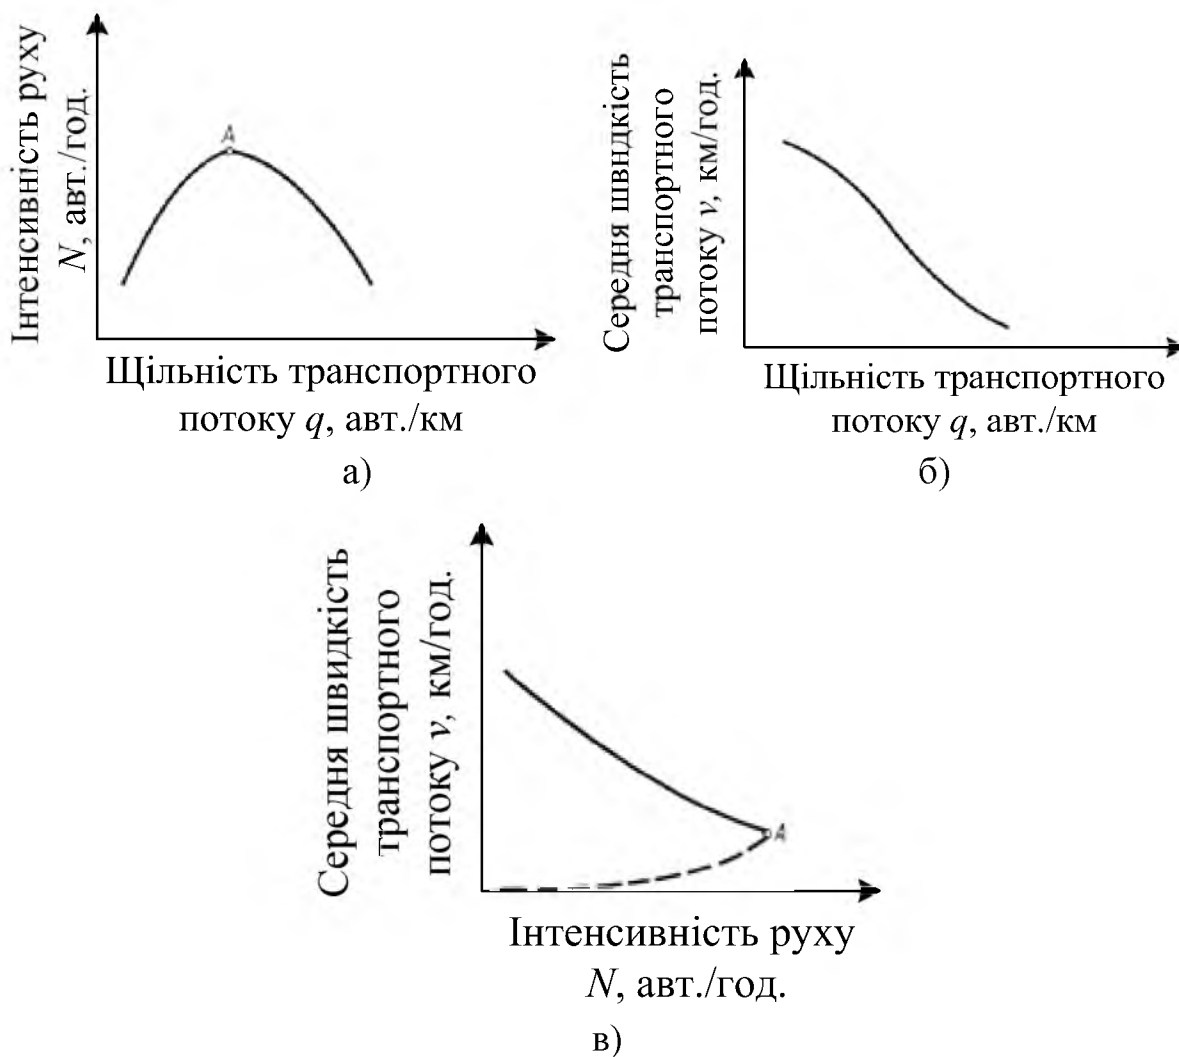 Інтенсивність руху
N, авт./год.
A
Щільність транспортного
потоку q, авт./км
а)
Середня швндкість
транспортного
потоку v, км/год.
Щільність транспортного
потоку q, авт./км
б)
Середня швидкість
транспортного
потоку v, км/год.
A
Інтенсивність руху
N, авт./год.
в)